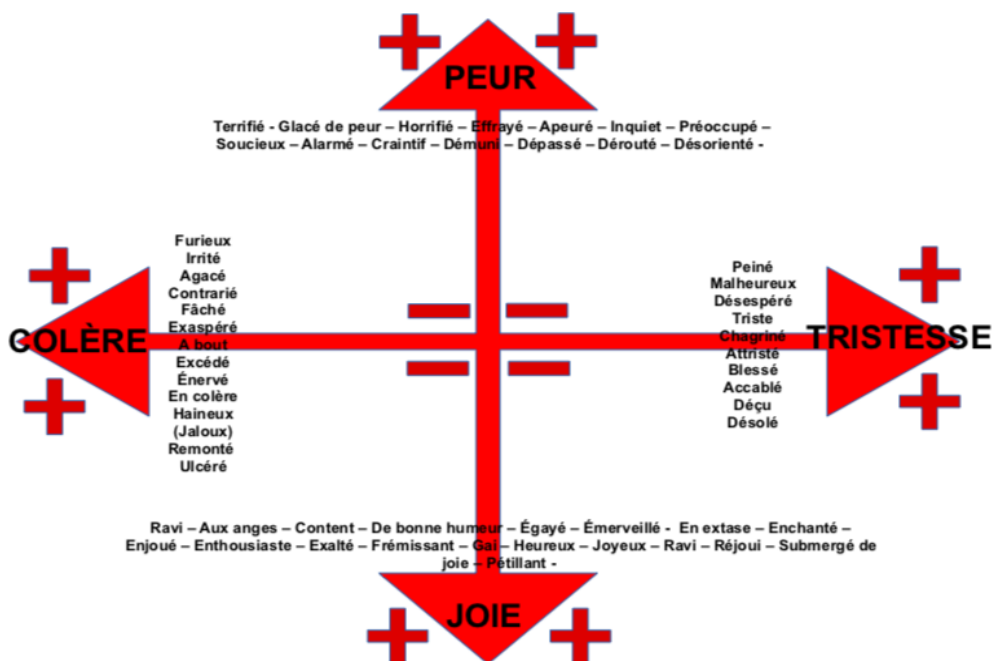 PEUR
Terrifié - Glacé de peur – Horrifié – Effrayé – Apeuré – Inquiet – Préoccupé –
Soucieux – Alarmé – Craintif – Démuni – Dépassé – Dérouté – Désorienté -
COLÈRE
Furieux
Irrité
Agacé
Contrarié
Fâché
Exaspéré
A bout
Excédé
Énervé
En colère
Haineux
(Jaloux)
Remonté
Ulcéré
Peiné
Malheureux
Désespéré
Triste
Chagriné
Attristé
Blessé
Accablé
Déçu
Désolé
TRISTESSE
Ravi – Aux anges – Content – De bonne humeur – Égayé – Émerveillé - En extase – Enchanté –
Enjoué – Enthousiaste – Exalté – Frémissant – Gai – Heureux – Joyeux – Ravi – Réjoui – Submergé de
joie – Pétillant -
JOIE